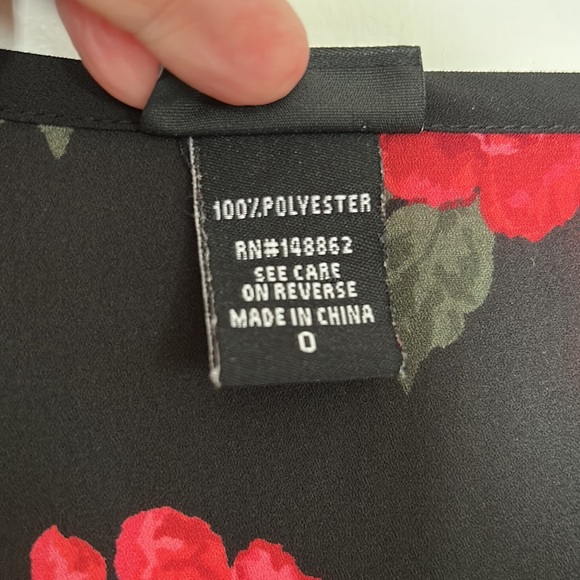 100% POLYESTER
RN#148862
SEE CARE
ON REVERSE
MADE IN CHINA
0